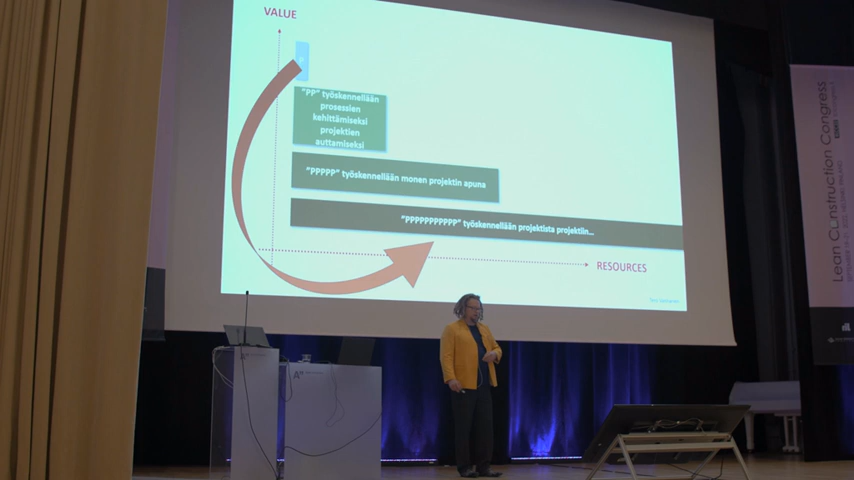 VALUE
"PP" työskennellään
prosessien
kehittämiseksi
projektien
auttamiseksi
"PPPPP" työskennellään monen projektin apuna
"PPPPPPPPPPP" työskennellään projektista projektiin...
RESOURCES
Lean Construction Congress
A"